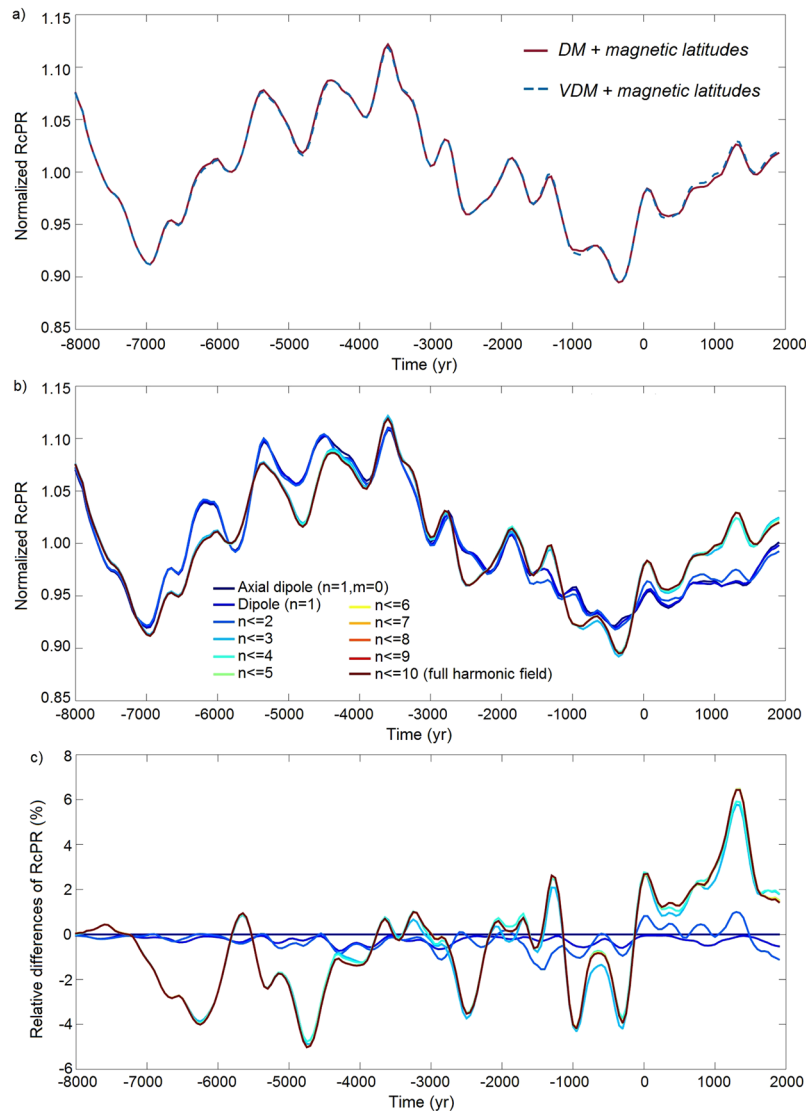 a)
1.15
1.10
1.05
1.00
0.95
0.90
0.85
Normalized RcPR
DM + magnetic latitudes
VDM + magnetic latitudes
-8000 -7000 -6000 -5000 -4000 -3000 -2000 -1000 0 1000 2000
Time (yr)
b)
1.15
1.10
1.05
1.00
0.95
0.90
0.85
Normalized RcPR
Axial dipole (n=1,m=0)
Dipole (n=1)
n<=2
n<=3
n<=4
n<=5
n<=6
n<=7
n<=8
n<=9
n<=10 (full harmonic field)
-8000 -7000 -6000 -5000 -4000 -3000 -2000 -1000 0 1000 2000
Time (yr)
c)
8
6
4
2
0
-2
-4
-6
Relative differences of RcPR (%)
-8000 -7000 -6000 -5000 -4000 -3000 -2000 -1000 0 1000 2000
Time (yr)